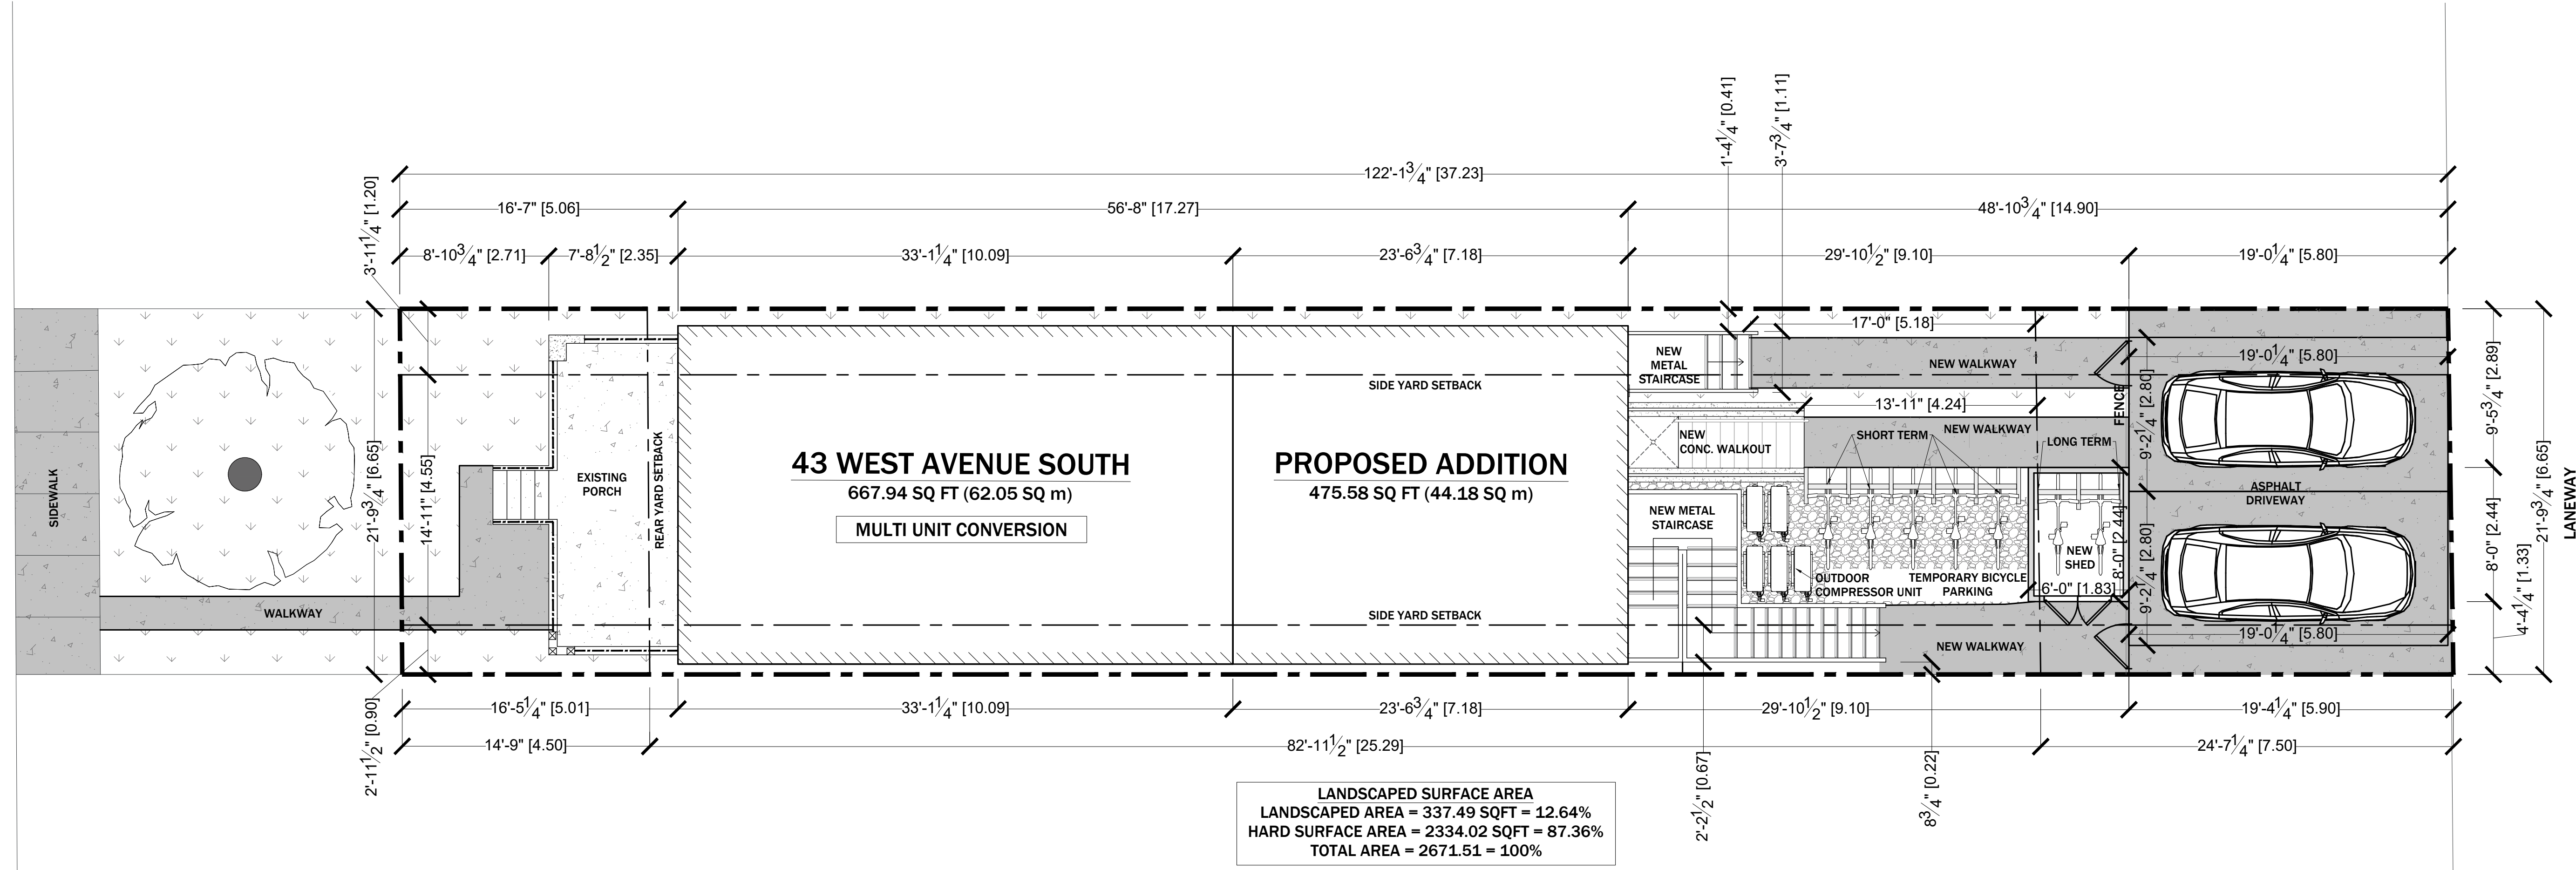 1'-4 1/4" [0.41]
3'-7 3/4" [1.11]
122'-1 3/4" [37.23]
3'-11 1/4" [1.20]
16'-7" [5.06]
56'-8" [17.27]
48'-10 3/4" [14.90]
8'-10 3/4" [2.71]
7'-8 1/2" [2.35]
33'-1 1/4" [10.09]
23'-6 3/4" [7.18]
29'-10 1/2" [9.10]
19'-0 1/4" [5.80]
SIDEWALK
WALKWAY
21'-9 3/4" [6.65]
14'-11" [4.55]
EXISTING
PORCH
REAR YARD SETBACK
43 WEST AVENUE SOUTH
667.94 SQ FT (62.05 SQ m)
MULTI UNIT CONVERSION
PROPOSED ADDITION
475.58 SQ FT (44.18 SQ m)
SIDE YARD SETBACK
SIDE YARD SETBACK
NEW
METAL
STAIRCASE
17'-0" [5.18]
NEW WALKWAY
13'-11" [4.24]
NEW
CONC. WALKOUT
NEW WALKWAY
SHORT TERM
LONG TERM
FENCE
NEW METAL
STAIRCASE
OUTDOOR
COMPRESSOR UNIT
TEMPORARY BICYCLE
PARKING
NEW
SHED
8'-0" [2.44]
6'-0" [1.83]
NEW WALKWAY
19'-0 1/4" [5.80]
9'-2 1/4" [2.80]
ASPHALT
DRIVEWAY
9'-2 1/4" [2.80]
19'-0 1/4" [5.80]
9'-5 3/4" [2.89]
8'-0" [2.44]
4'-4 1/4" [1.33]
21'-9 3/4" [6.65]
LANEWAY
2'-11 1/2" [0.90]
16'-5 1/4" [5.01]
33'-1 1/4" [10.09]
23'-6 3/4" [7.18]
29'-10 1/2" [9.10]
19'-4 1/4" [5.90]
14'-9" [4.50]
82'-11 1/2" [25.29]
24'-7 1/4" [7.50]
2'-2 1/2" [0.67]
8 3/4" [0.22]
LANDSCAPED SURFACE AREA
LANDSCAPED AREA = 337.49 SQFT = 12.64%
HARD SURFACE AREA = 2334.02 SQFT = 87.36%
TOTAL AREA = 2671.51 = 100%